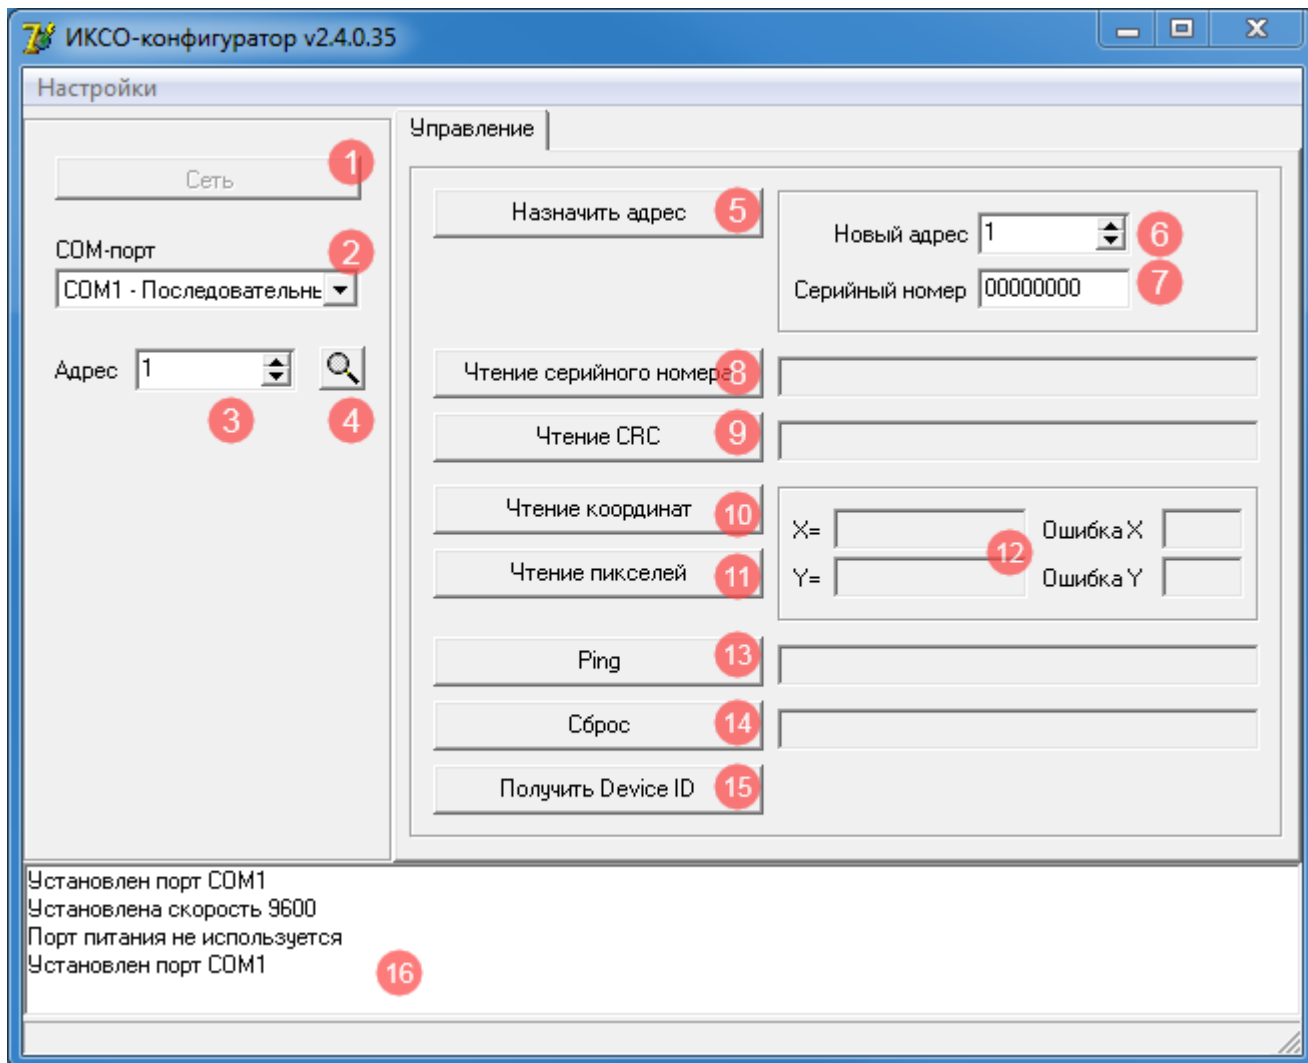 ИКСО-конфигуратор v2.4.0.35
Настройки
Сеть
1
COM-порт
2
COM1 - Последовательны
Адрес 1
3
4
Управление
Назначить адрес
5
Новый адрес 1
6
Серийный номер 00000000
7
Чтение серийного номера
8
Чтение CRC
9
Чтение координат
10
Чтение пикселей
11
X=
Ошибка X
12
Y=
Ошибка Y
Ping
13
Сброс
14
Получить Device ID
15
Установлен порт COM1
Установлена скорость 9600
Порт питания не используется
Установлен порт COM1
16